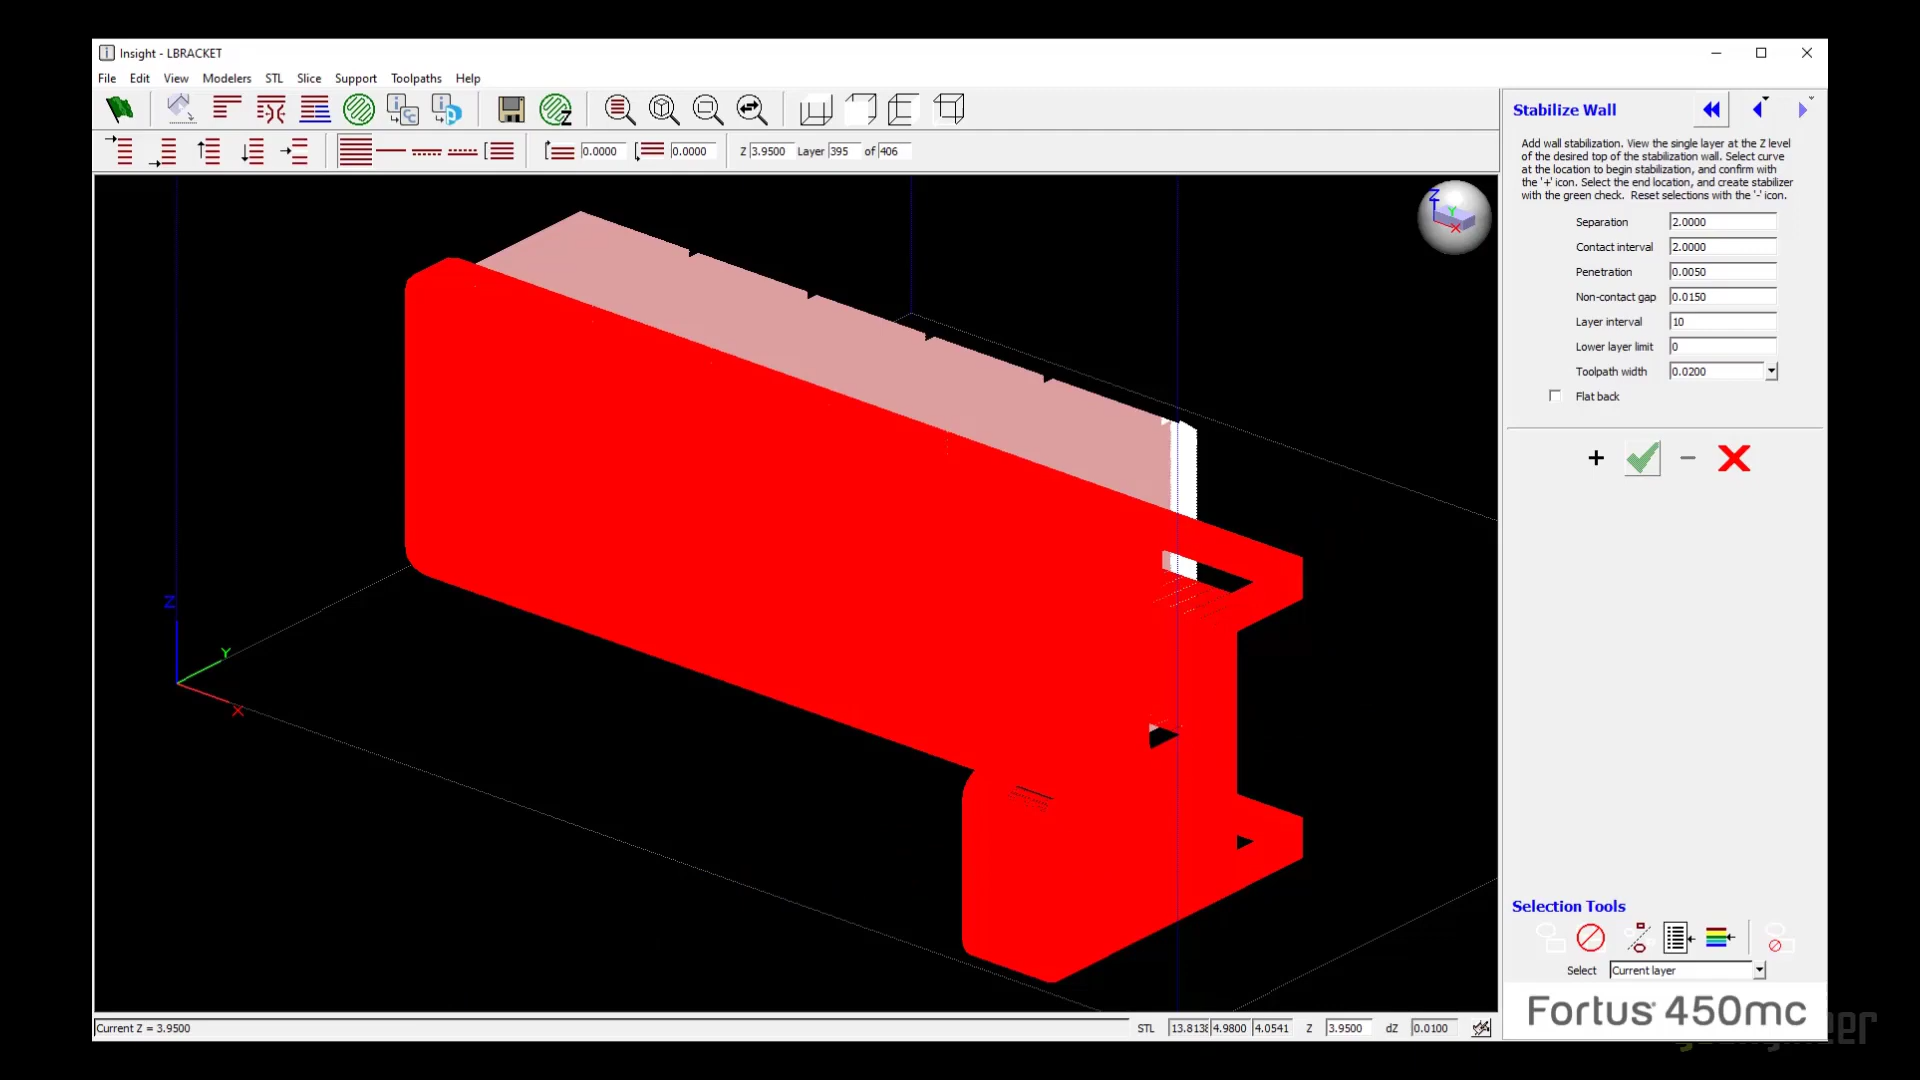 Insight - LBRACKET
File Edit View Modelers STL Slice Support Toolpaths Help
0.0000 0.0000 Z 3.9500 Layer 395 of 406
Stabilize Wall
Add wall stabilization. View the single layer at the Z level
of the desired top of the stabilization wall. Select curve
at the location to begin stabilization, and confirm with
the '+' icon. Select the end location, and create stabilizer
with the green check. Reset selections with the '-' icon.
Separation 2.0000
Contact interval 2.0000
Penetration 0.0050
Non-contact gap 0.0150
Layer interval 10
Lower layer limit 0
Toolpath width 0.0200
Flat back
Z
Y
X
Z
Y
X
Selection Tools
Select Current layer
Fortus 450mc
Current Z = 3.9500
STL 13.813 4.9800 4.0541 Z 3.9500 dZ 0.0100